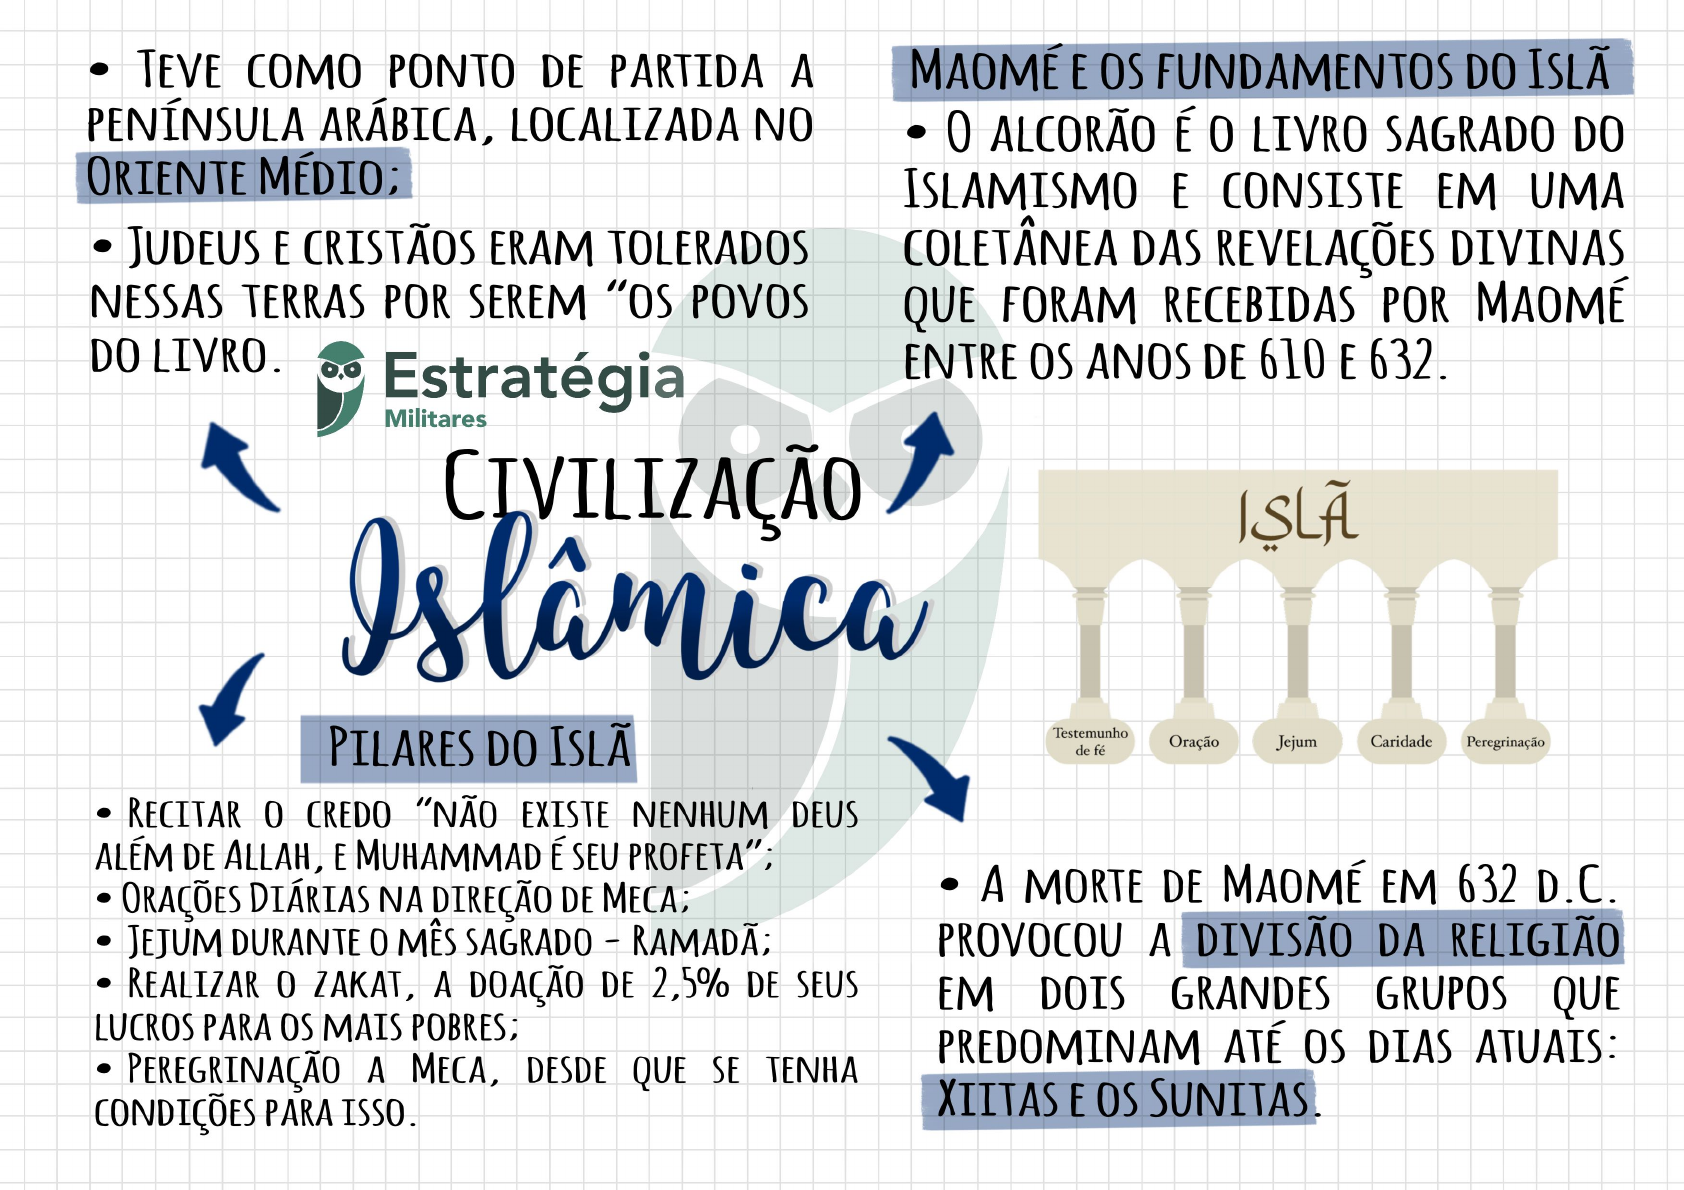 • Teve como ponto de partida a
península arábica, localizada no
Oriente Médio;
• Judeus e cristãos eram tolerados
nessas terras por serem “os povos
do livro.
Estratégia
Militares
Civilização
Islâmica
Maomé e os fundamentos do Islã
• O alcorão é o livro sagrado do
Islamismo e consiste em uma
coletânea das revelações divinas
que foram recebidas por Maomé
entre os anos de 610 e 632.
ISLÃ
Testemunho
de fé
Oração
Jejum
Caridade
Peregrinação
Pilares do Islã
• Recitar o credo “não existe nenhum deus
além de Allah, e Muhammad é seu profeta”;
• Orações Diárias na direção de Meca;
• Jejum durante o mês sagrado – Ramadã;
• Realizar o zakat, a doação de 2,5% de seus
lucros para os mais pobres;
• Peregrinação a Meca, desde que se tenha
condições para isso.
• A morte de Maomé em 632 d.C.
provocou a divisão da religião
em dois grandes grupos que
predominam até os dias atuais:
Xiitas e os Sunitas.